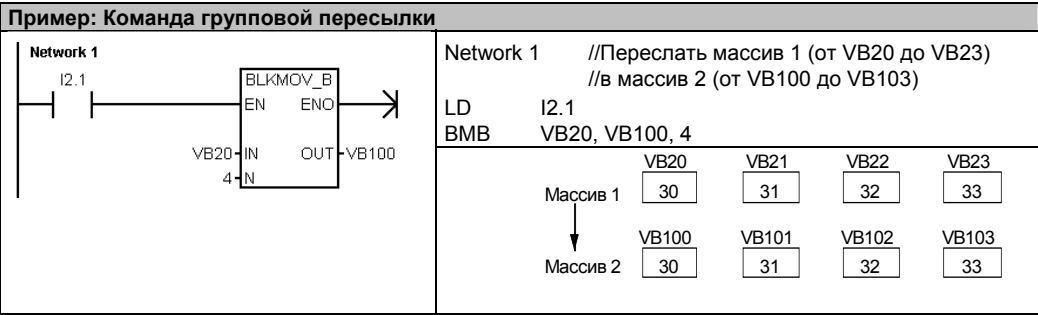 Пример: Команда групповой пересылки
Network 1
I2.1
BLKMOV_B
EN ENO
VB20 IN OUT VB100
4 N
Network 1 //Переслать массив 1 (от VB20 до VB23)
//в массив 2 (от VB100 до VB103)
LD I2.1
BMB VB20, VB100, 4
VB20 VB21 VB22 VB23
Массив 1 30 31 32 33
VB100 VB101 VB102 VB103
Массив 2 30 31 32 33